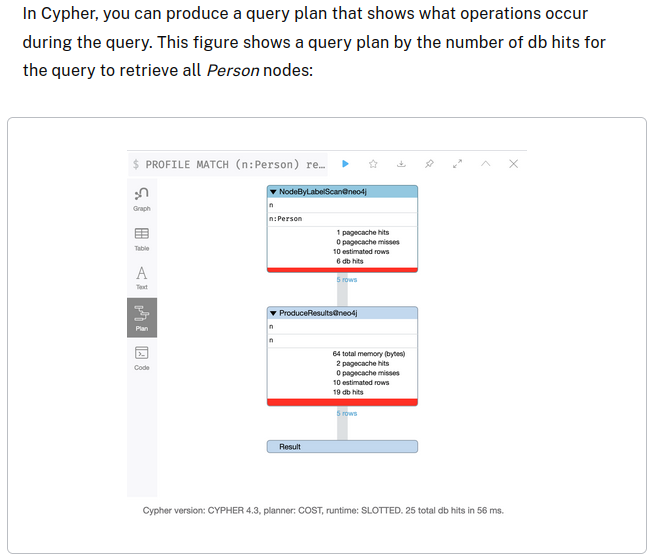 In Cypher, you can produce a query plan that shows what operations occur
during the query. This figure shows a query plan by the number of db hits for
the query to retrieve all Person nodes:
$ PROFILE MATCH (n:Person) re…
Graph
Table
A
Text
Plan
Code
NodeByLabelScan@neo4j
n
n:Person
1 pagecache hits
0 pagecache misses
10 estimated rows
6 db hits
5 rows
ProduceResults@neo4j
n
n
64 total memory (bytes)
2 pagecache hits
0 pagecache misses
10 estimated rows
19 db hits
5 rows
Result
Cypher version: CYPHER 4.3, planner: COST, runtime: SLOTTED. 25 total db hits in 56 ms.